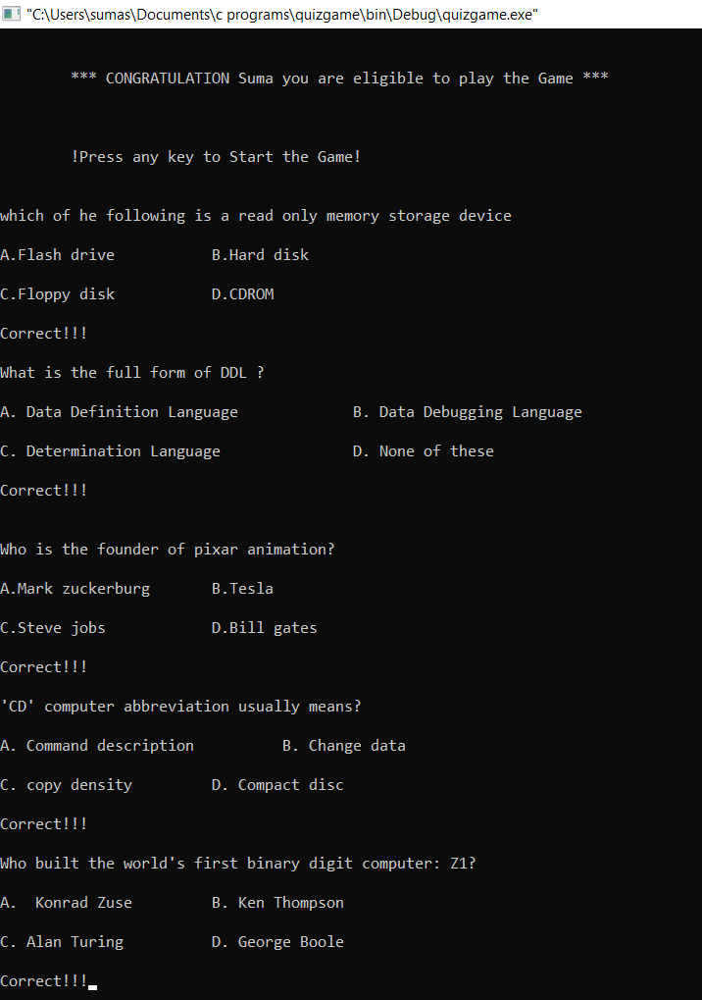 "C:\Users\sumas\Documents\c programs\quizgame\bin\Debug\quizgame.exe"
*** CONGRATULATION Suma you are eligible to play the Game ***
!Press any key to Start the Game!
which of he following is a read only memory storage device
A.Flash drive B.Hard disk
C.Floppy disk D.CDROM
Correct!!!
What is the full form of DDL ?
A. Data Definition Language B. Data Debugging Language
C. Determination Language D. None of these
Correct!!!
Who is the founder of pixar animation?
A.Mark zuckerburg B.Tesla
C.Steve jobs D.Bill gates
Correct!!!
'CD' computer abbreviation usually means?
A. Command description B. Change data
C. copy density D. Compact disc
Correct!!!
Who built the world's first binary digit computer: Z1?
A. Konrad Zuse B. Ken Thompson
C. Alan Turing D. George Boole
Correct!!!